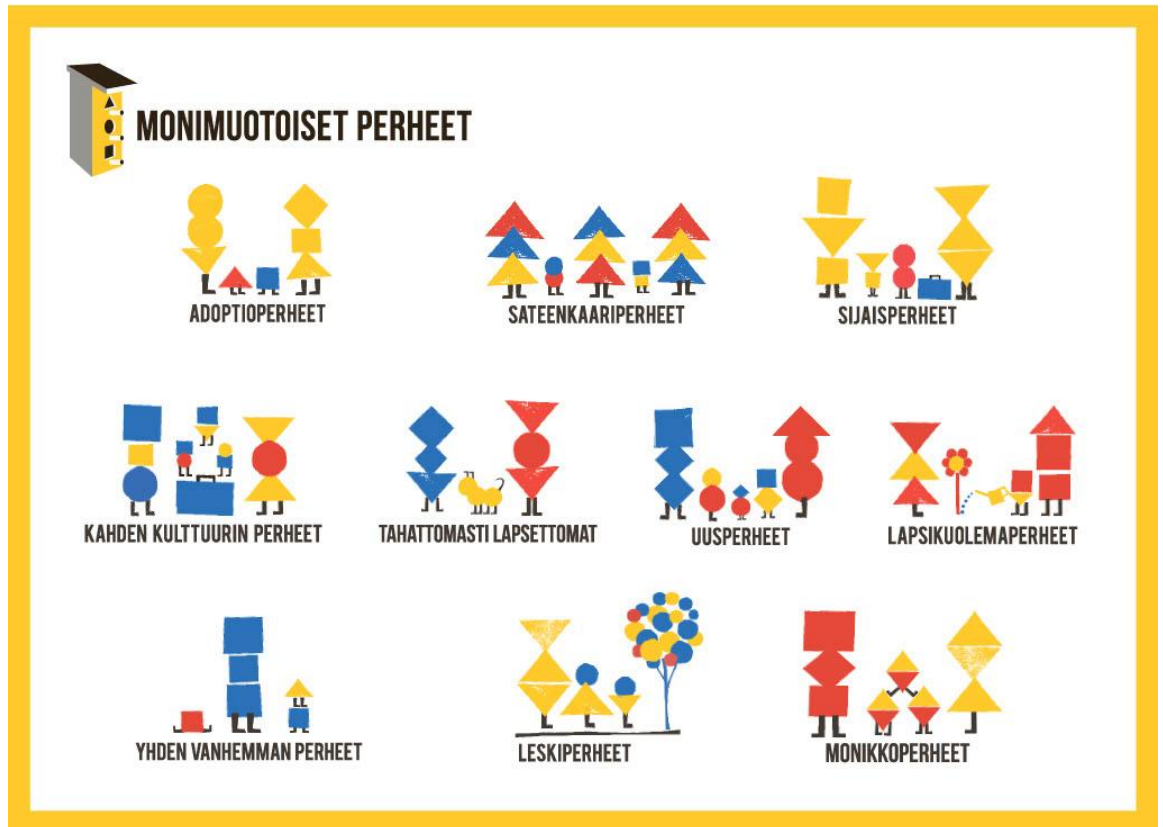 MONIMUOTOISET PERHEET
ADOPTIOPERHEET
SATEENKAARIPERHEET
SIJAISPERHEET
KAHDEN KULTTUURIN PERHEET
TAHATTOMASTI LAPSETTOMAT
UUSPERHEET
LAPSIKUOLEMAPERHEET
YHDEN VANHEMMAN PERHEET
LESKIPERHEET
MONIKKOPERHEET